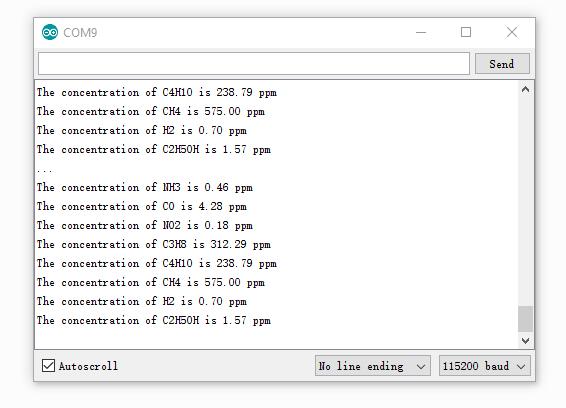 COM9
Send
The concentration of C4H10 is 238.79 ppm
The concentration of CH4 is 575.00 ppm
The concentration of H2 is 0.70 ppm
The concentration of C2H5OH is 1.57 ppm
...
The concentration of NH3 is 0.46 ppm
The concentration of CO is 4.28 ppm
The concentration of NO2 is 0.18 ppm
The concentration of C3H8 is 312.29 ppm
The concentration of C4H10 is 238.79 ppm
The concentration of CH4 is 575.00 ppm
The concentration of H2 is 0.70 ppm
The concentration of C2H5OH is 1.57 ppm
Autoscroll
No line ending
115200 baud